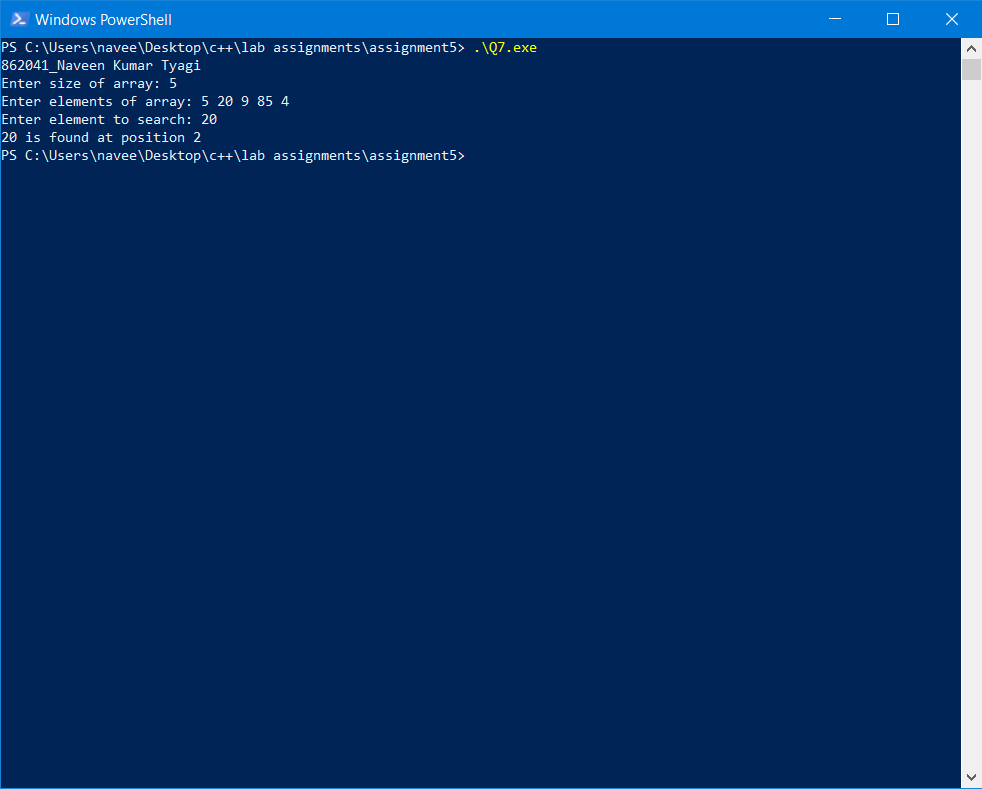 Windows PowerShell
PS C:\Users\navee\Desktop\c++\lab assignments\assignment5> .\Q7.exe
862041_Naveen Kumar Tyagi
Enter size of array: 5
Enter elements of array: 5 20 9 85 4
Enter element to search: 20
20 is found at position 2
PS C:\Users\navee\Desktop\c++\lab assignments\assignment5>